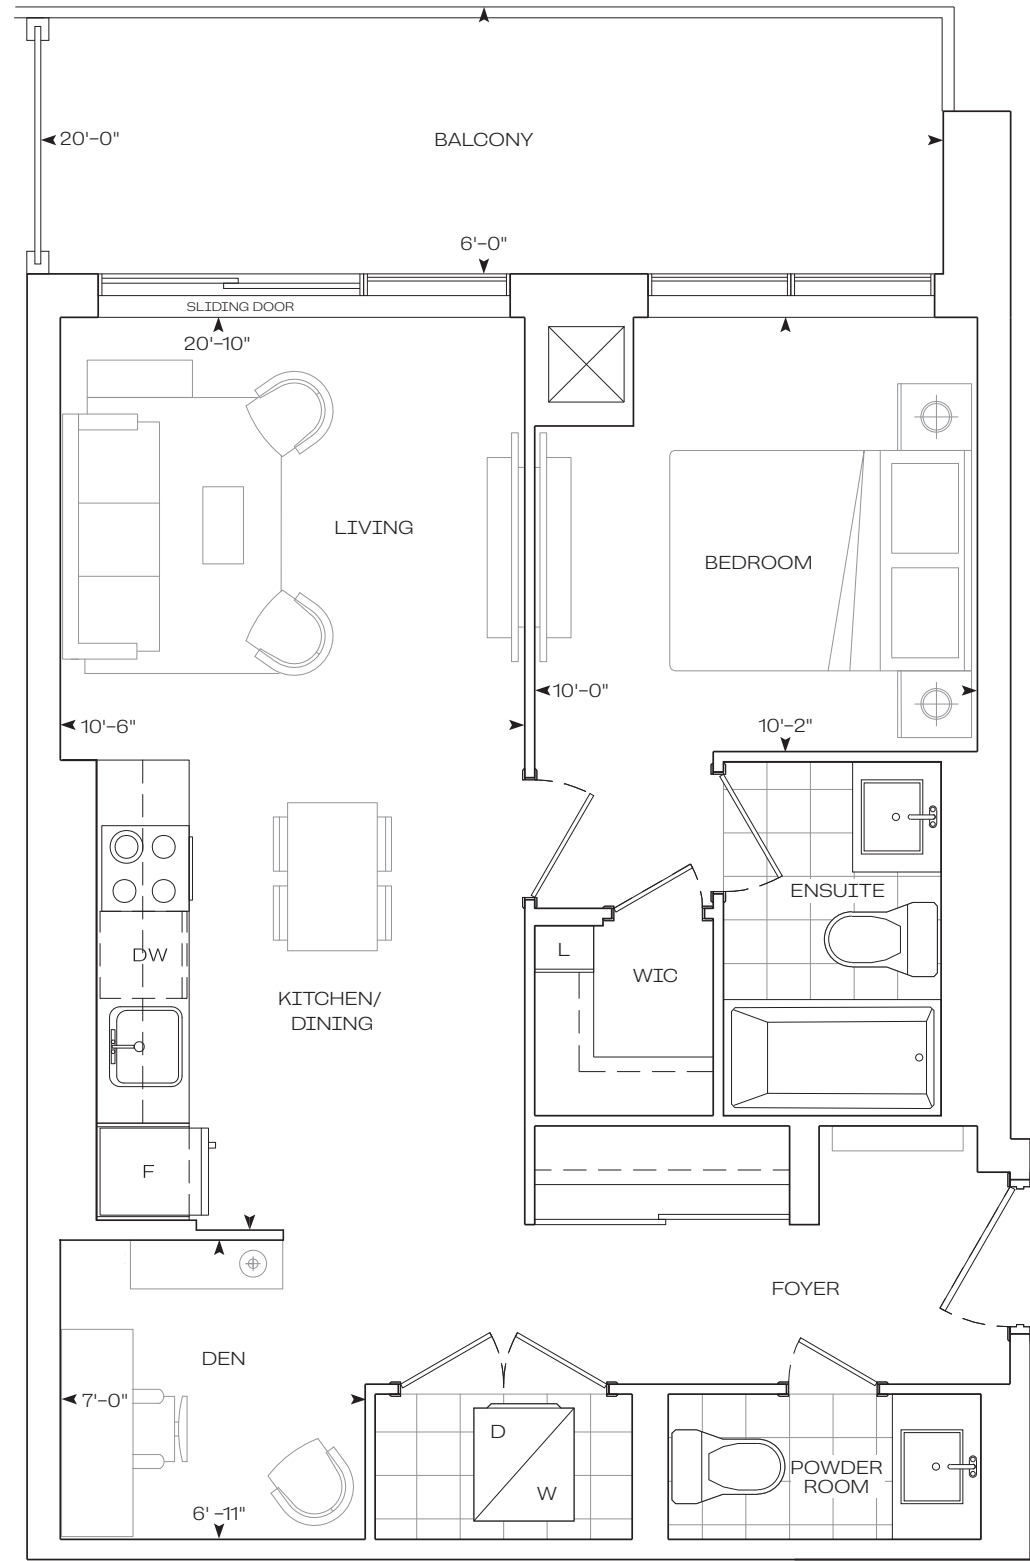 20'-0"
BALCONY
6'-0"
SLIDING DOOR
20'-10"
LIVING
BEDROOM
10'-0"
10'-6"
10'-2"
ENSUITE
DW
L
WIC
KITCHEN/
DINING
F
FOYER
DEN
7'-0"
D
W
POWDER
ROOM
6' -11"